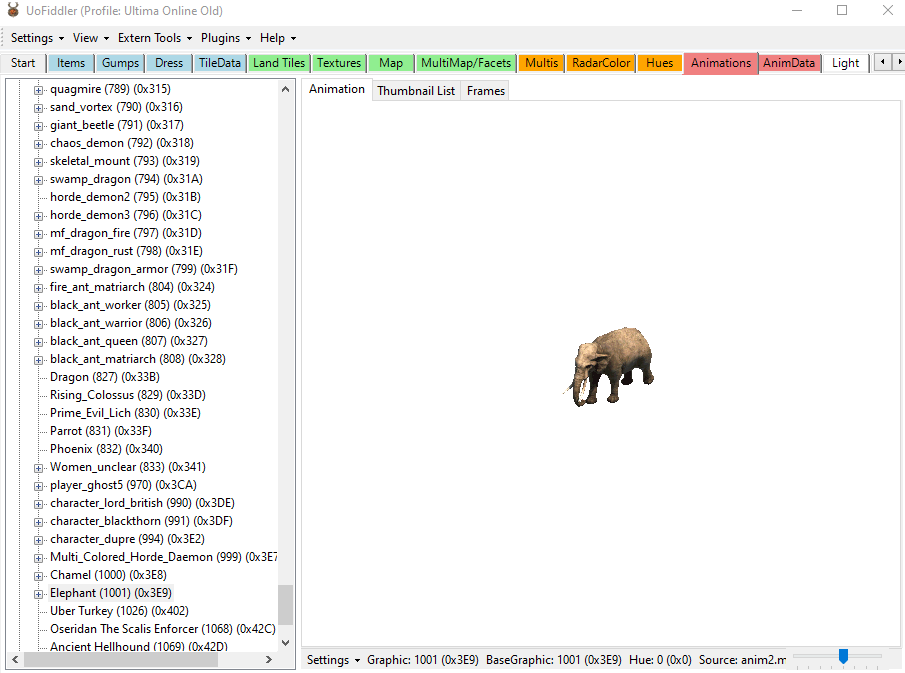 UoFiddler (Profile: Ultima Online Old)
Settings View Extern Tools Plugins Help
Start Items Gumps Dress TileData Land Tiles Textures Map MultiMap/Facets Multis RadarColor Hues Animations AnimData Light
Animation Thumbnail List Frames
quagmire (789) (0x315)
sand_vortex (790) (0x316)
giant_beetle (791) (0x317)
chaos_demon (792) (0x318)
skeletal_mount (793) (0x319)
swamp_dragon (794) (0x31A)
horde_demon2 (795) (0x31B)
horde_demon3 (796) (0x31C)
mf_dragon_fire (797) (0x31D)
mf_dragon_rust (798) (0x31E)
swamp_dragon_armor (799) (0x31F)
fire_ant_matriarch (804) (0x324)
black_ant_worker (805) (0x325)
black_ant_warrior (806) (0x326)
black_ant_queen (807) (0x327)
black_ant_matriarch (808) (0x328)
Dragon (827) (0x33B)
Rising_Colossus (829) (0x33D)
Prime_Evil_Lich (830) (0x33E)
Parrot (831) (0x33F)
Phoenix (832) (0x340)
Women_unclear (833) (0x341)
player_ghost5 (970) (0x3CA)
character_lord_british (990) (0x3DE)
character_blackthorn (991) (0x3DF)
character_dupre (994) (0x3E2)
Multi_Colored_Horde_Daemon (999) (0x3E7
Chamel (1000) (0x3E8)
Elephant (1001) (0x3E9)
Uber Turkey (1026) (0x402)
Oseridan The Scalis Enforcer (1068) (0x42C)
Ancient Hellhound (1069) (0x42D)
Settings Graphic: 1001 (0x3E9) BaseGraphic: 1001 (0x3E9) Hue: 0 (0x0) Source: anim2.m